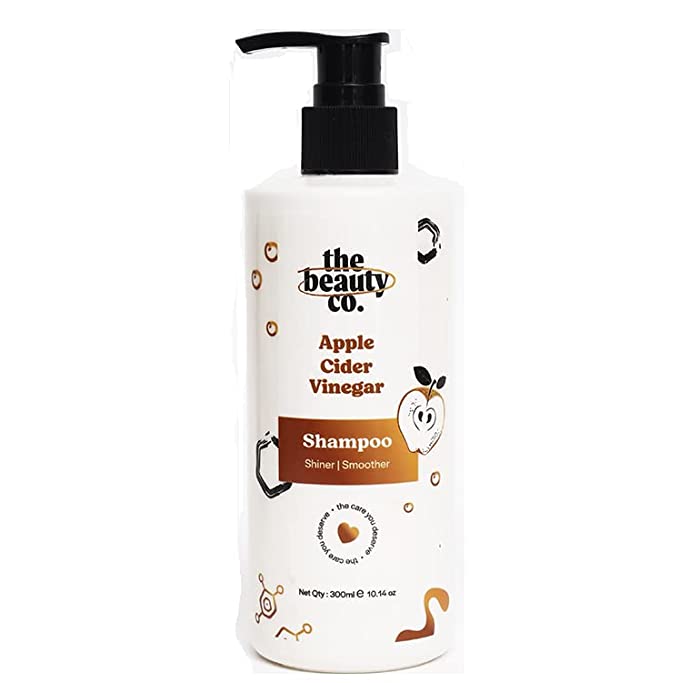 the
beauty
co.
Apple
Cider
Vinegar
Shampoo
Shiner | Smoother
the care you deserve • the care you deserve •
Net Qty : 300ml ℮ 10.14 oz